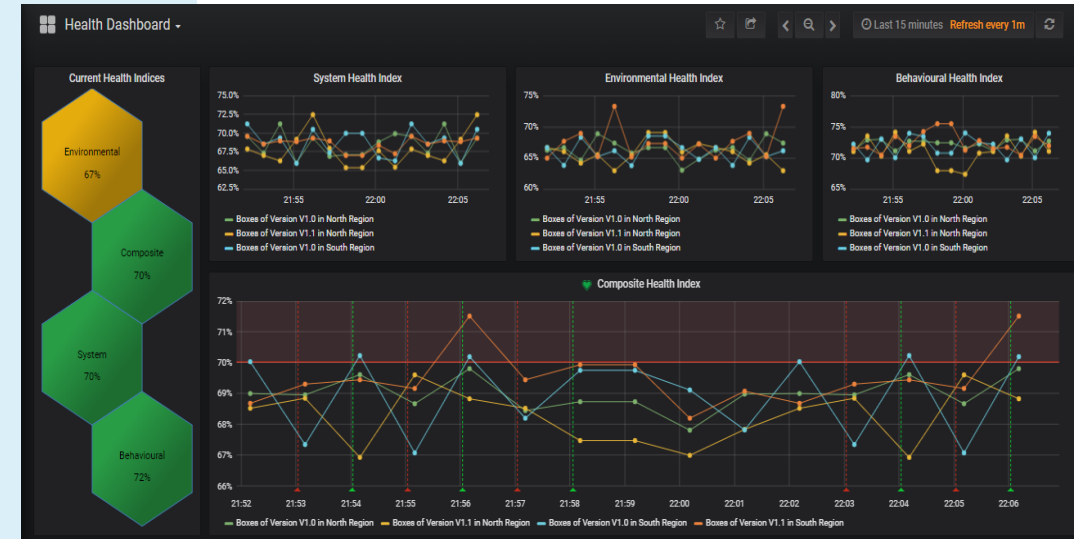 Health Dashboard
Last 15 minutes Refresh every 1m
Current Health Indices
Environmental
67%
Composite
70%
System
70%
Behavioural
72%
System Health Index
75.0%
72.5%
70.0%
67.5%
65.0%
62.5%
21:55 22:00 22:05
Boxes of Version V1.0 in North Region
Boxes of Version V1.1 in North Region
Boxes of Version V1.0 in South Region
Environmental Health Index
75%
70%
65%
60%
21:55 22:00 22:05
Boxes of Version V1.0 in North Region
Boxes of Version V1.1 in North Region
Boxes of Version V1.0 in South Region
Behavioural Health Index
80%
75%
70%
65%
21:55 22:00 22:05
Boxes of Version V1.0 in North Region
Boxes of Version V1.1 in North Region
Boxes of Version V1.0 in South Region
Composite Health Index
72%
71%
70%
69%
68%
67%
66%
21:52 21:53 21:54 21:55 21:56 21:57 21:58 21:59 22:00 22:01 22:02 22:03 22:04 22:05 22:06
Boxes of Version V1.0 in North Region Boxes of Version V1.1 in North Region Boxes of Version V1.0 in South Region Boxes of Version V1.1 in South Region